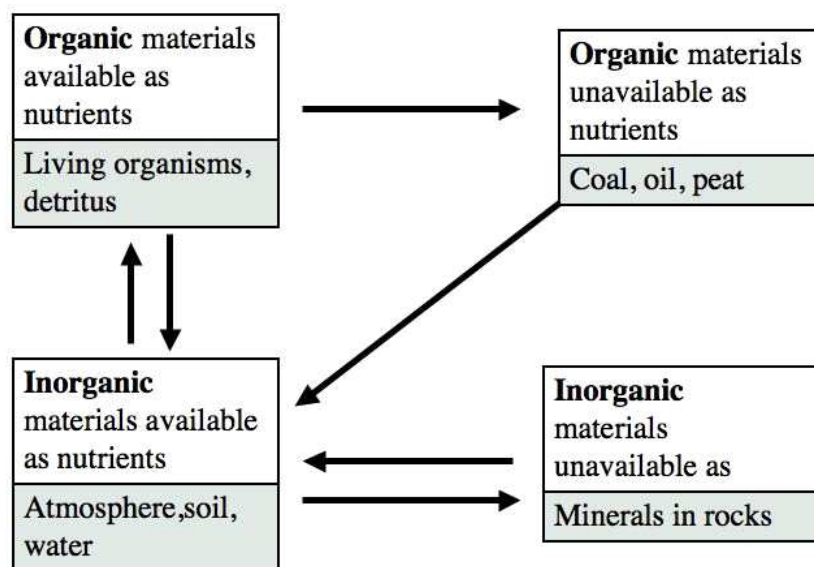 Organic materials
available as
nutrients
Living organisms,
detritus
Organic materials
unavailable as
nutrients
Coal, oil, peat
Inorganic
materials available
as nutrients
Atmosphere,soil,
water
Inorganic
materials
unavailable as
Minerals in rocks